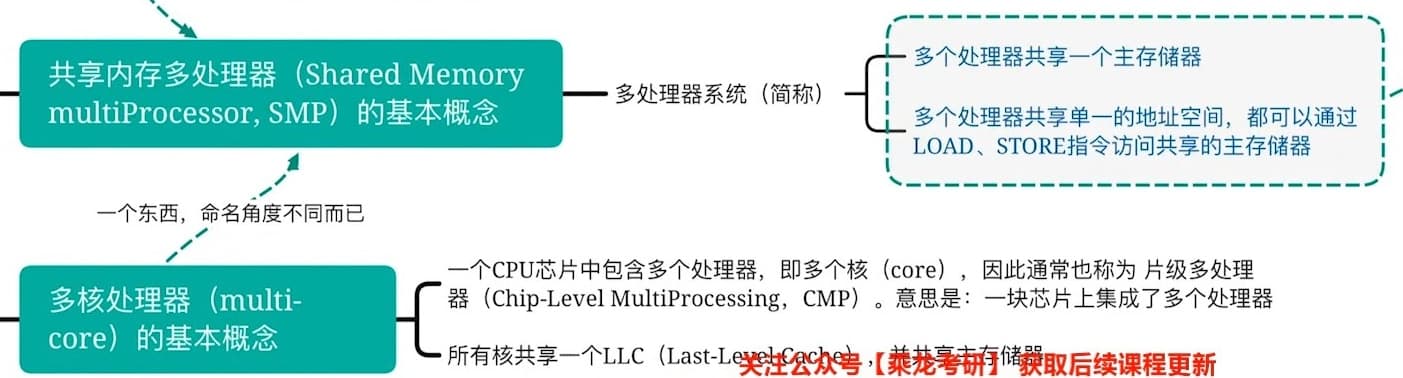 共享内存多处理器（Shared Memory
multiProcessor, SMP）的基本概念
多处理器系统（简称）
多个处理器共享一个主存储器
多个处理器共享单一的地址空间，都可以通过
LOAD、STORE指令访问共享的主存储器
一个东西，命名角度不同而已
多核处理器（multi-
core）的基本概念
一个CPU芯片中包含多个处理器，即多个核（core），因此通常也称为 片级多处理
器（Chip-Level MultiProcessing，CMP）。意思是：一块芯片上集成了多个处理器
所有核共享一个LLC（Last-Level Cache），并共享主存储器
关注公众号【乘龙考研】 获取后续课程更新